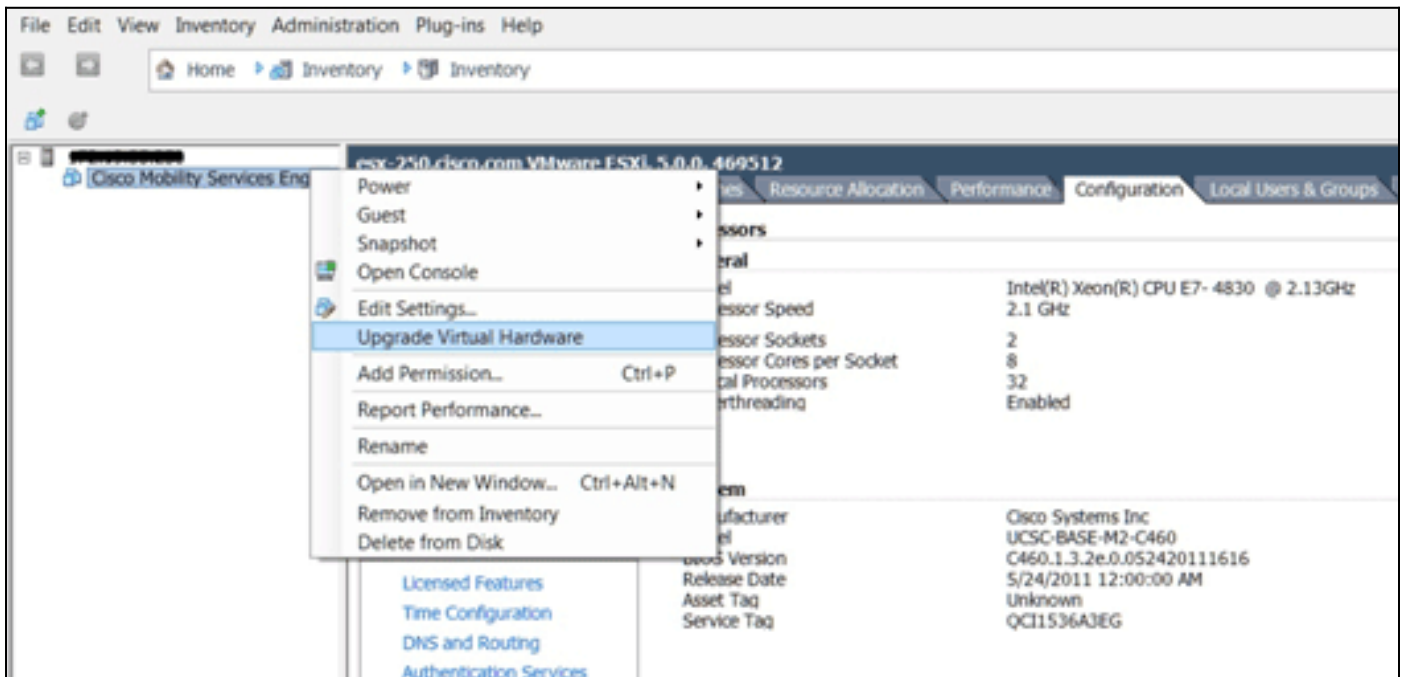 File Edit View Inventory Administration Plug-ins Help
Home Inventory Inventory
Cisco Mobility Services Eng
esx-250.cisco.com VMware ESXi, 5.0.0, 469512
nes Resource Allocation Performance Configuration Local Users & Groups
Power
Guest
Snapshot
Open Console
Edit Settings...
Upgrade Virtual Hardware
Add Permission... Ctrl+P
Report Performance...
Rename
Open in New Window... Ctrl+Alt+N
Remove from Inventory
Delete from Disk
ssors
eral
el Intel(R) Xeon(R) CPU E7- 4830 @ 2.13GHz
essor Speed 2.1 GHz
essor Sockets 2
essor Cores per Socket 8
cal Processors 32
erthreading Enabled
em
ufacturer Cisco Systems Inc
el UCSC-BASE-M2-C460
BIOS Version C460.1.3.2e.0.052420111616
Release Date 5/24/2011 12:00:00 AM
Asset Tag Unknown
Service Tag QCI1536A3EG
Licensed Features
Time Configuration
DNS and Routing
Authentication Services